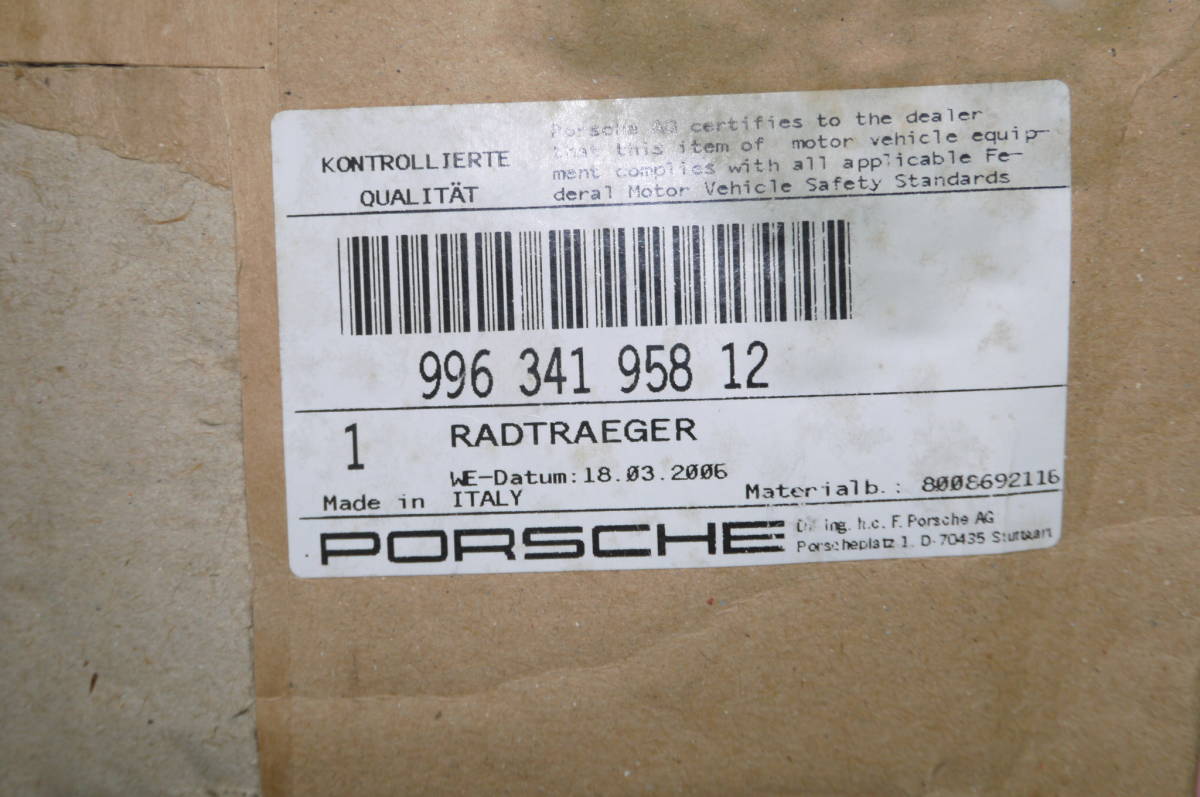 KONTROLLIERTE
QUALITÄT
Porsche AG certifies to the dealer
that this item of motor vehicle equip-
ment complies with all applicable Fe-
deral Motor Vehicle Safety Standards
996 341 958 12
1 RADTRAEGER
WE-Datum:18.03.2006
Made in ITALY
Materialb.: 8008692116
PORSCHE
Dr. ing. h.c. F. Porsche AG
Porscheplatz 1. D-70435 Stuttgart